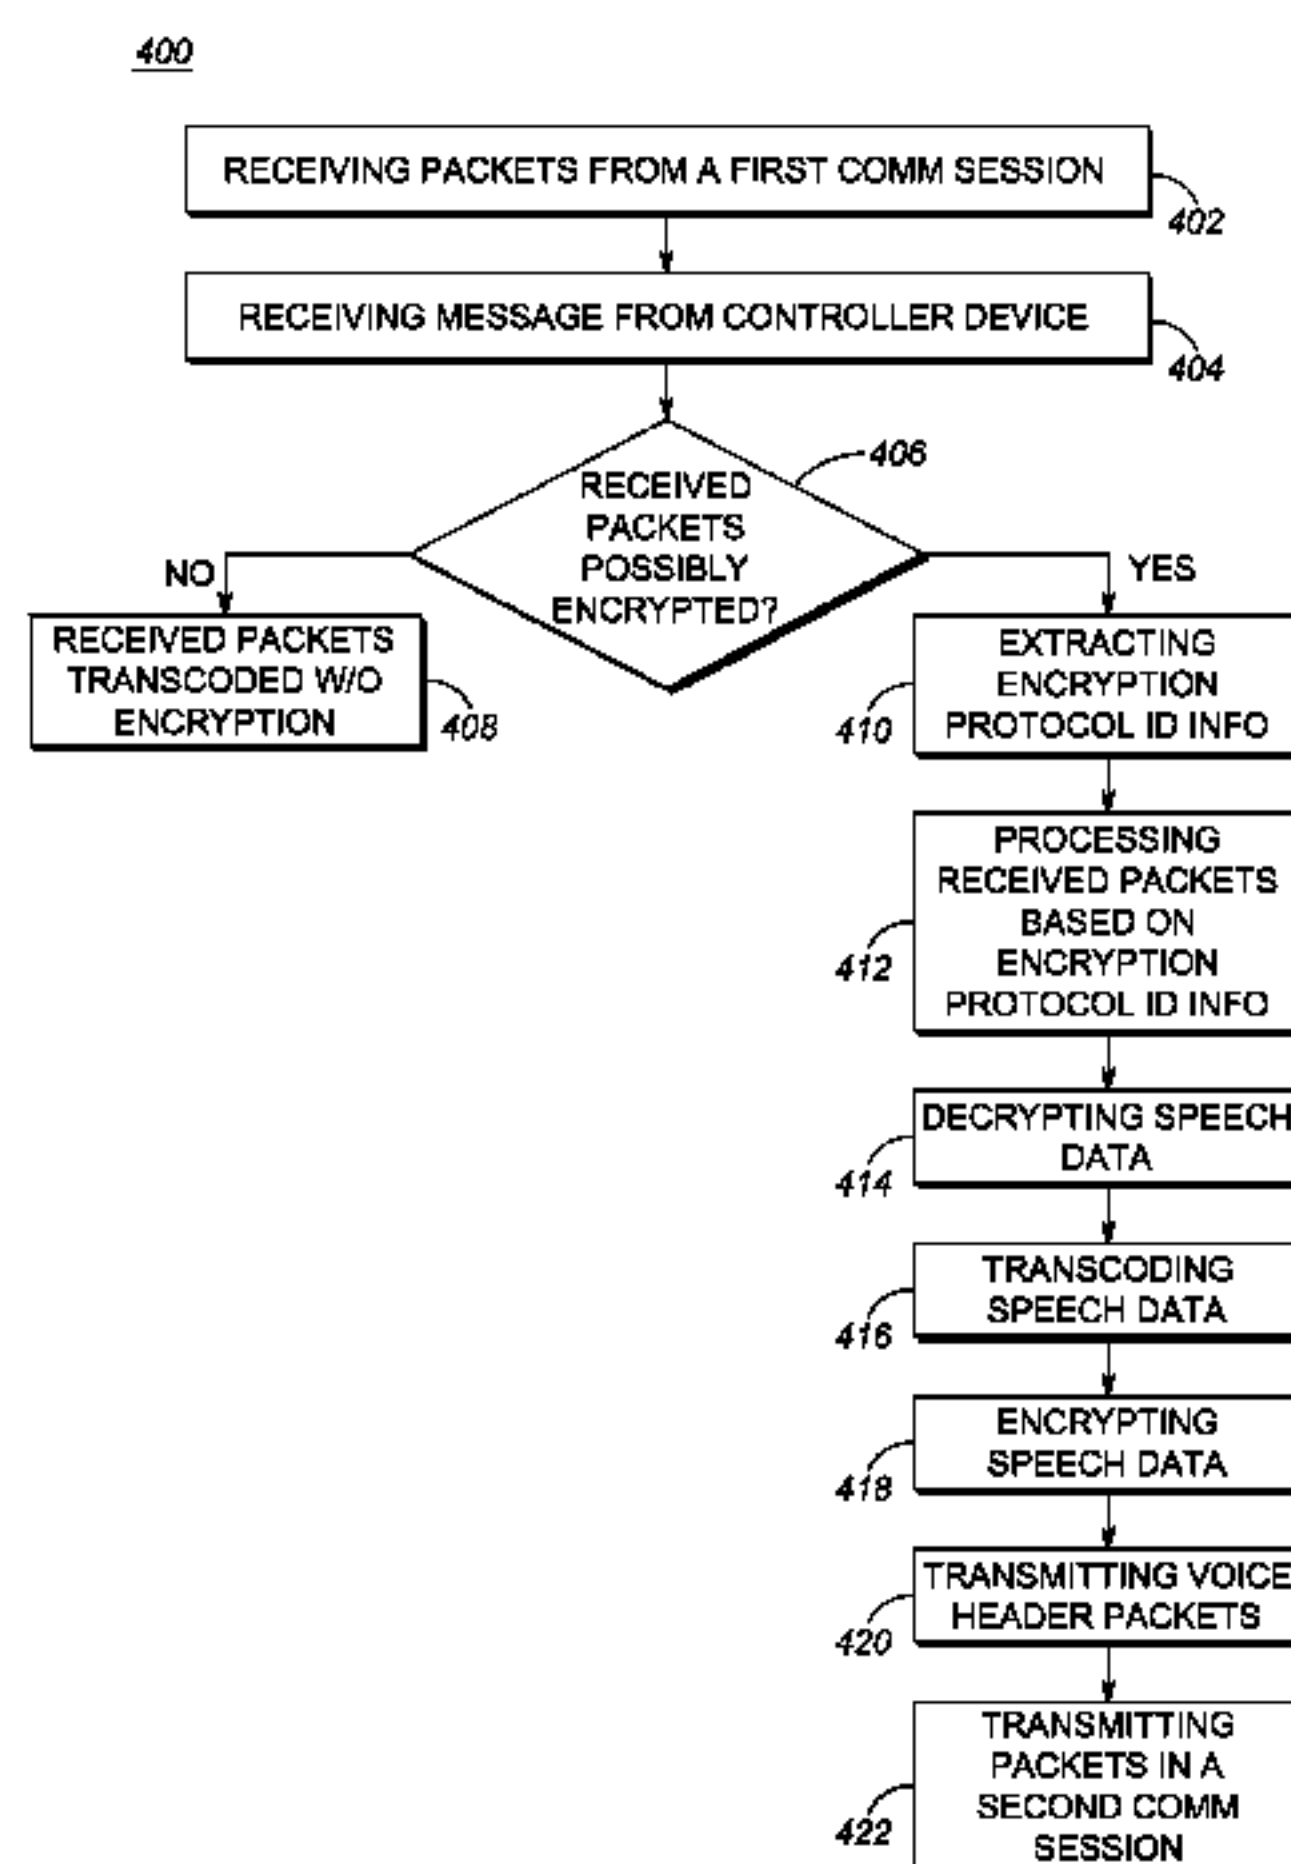 400
RECEIVING PACKETS FROM A FIRST COMM SESSION
402
RECEIVING MESSAGE FROM CONTROLLER DEVICE
404
406
RECEIVED
PACKETS
POSSIBLY
ENCRYPTED?
NO
YES
RECEIVED PACKETS
TRANSCODED W/O
ENCRYPTION
408
EXTRACTING
ENCRYPTION
PROTOCOL ID INFO
410
PROCESSING
RECEIVED PACKETS
BASED ON
ENCRYPTION
PROTOCOL ID INFO
412
DECRYPTING SPEECH
DATA
414
TRANSCODING
SPEECH DATA
416
ENCRYPTING
SPEECH DATA
418
TRANSMITTING VOICE
HEADER PACKETS
420
TRANSMITTING
PACKETS IN A
SECOND COMM
SESSION
422